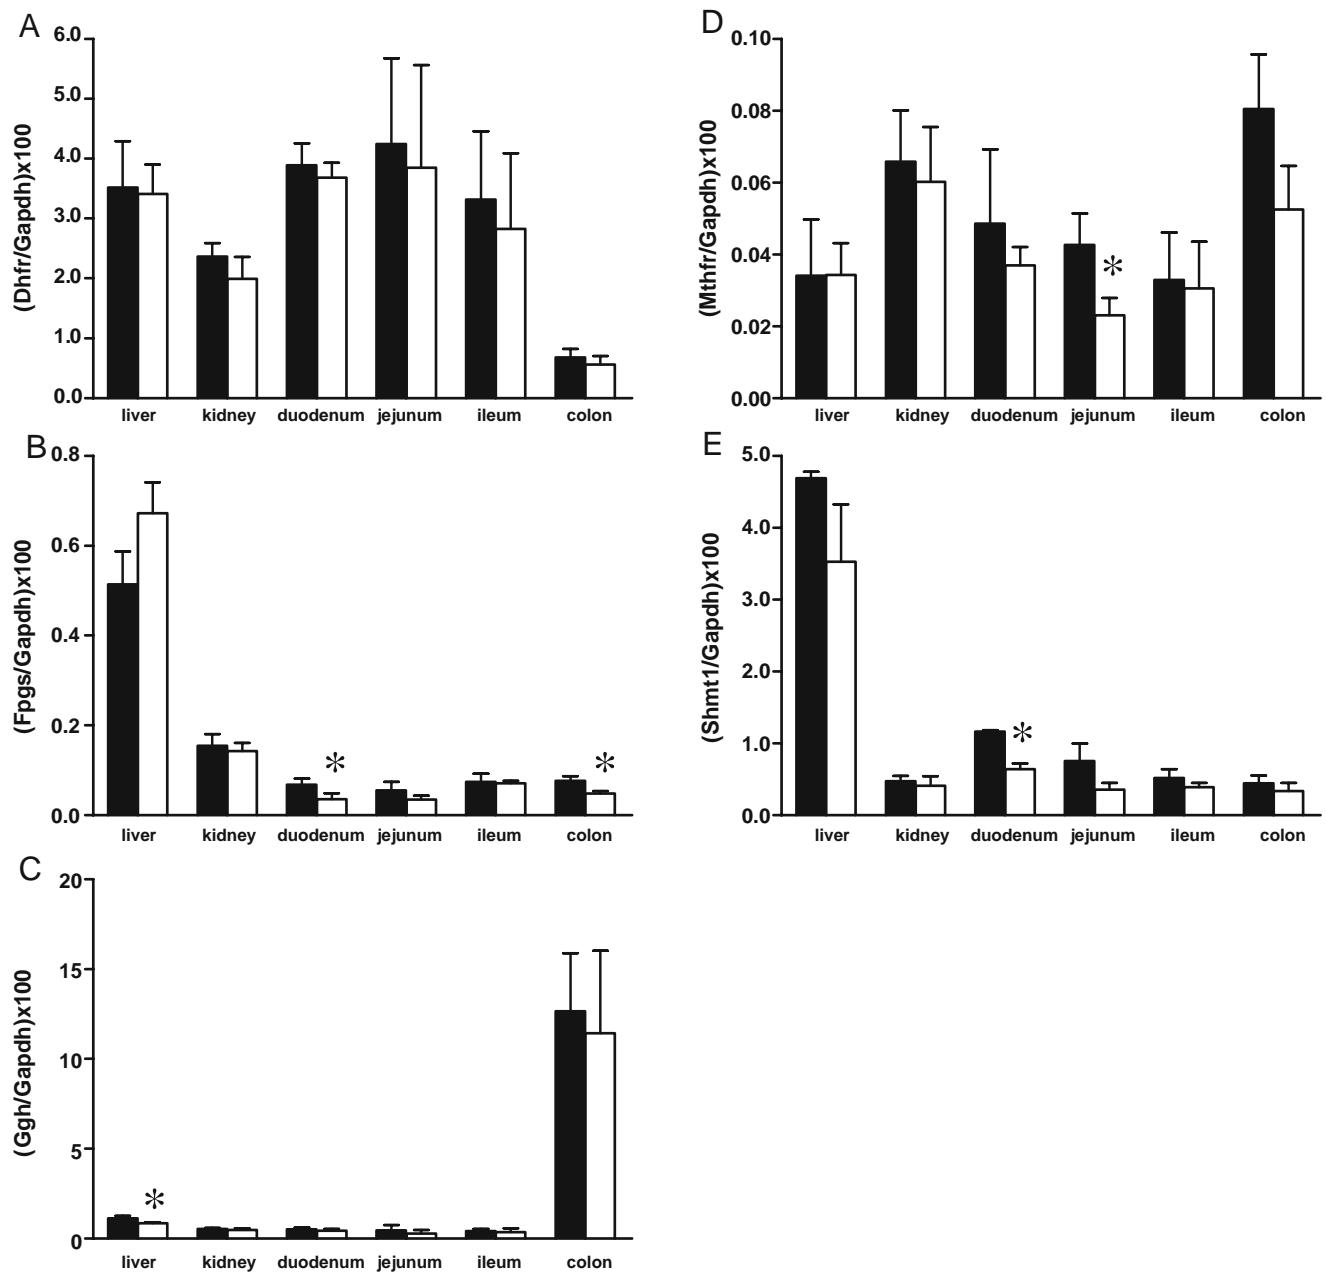 A
(Dhfr/Gapdh)x100
6.0
5.0
4.0
3.0
2.0
1.0
0.0
liver kidney duodenum jejunum ileum colon
B
(Fpgs/Gapdh)x100
0.8
0.6
0.4
0.2
0.0
*
*
liver kidney duodenum jejunum ileum colon
C
(Ggh/Gapdh)x100
20
15
10
5
0
*
liver kidney duodenum jejunum ileum colon
D
(Mthfr/Gapdh)x100
0.10
0.08
0.06
0.04
0.02
0.00
*
liver kidney duodenum jejunum ileum colon
E
(Shmt1/Gapdh)x100
5.0
4.0
3.0
2.0
1.0
0.0
*
liver kidney duodenum jejunum ileum colon